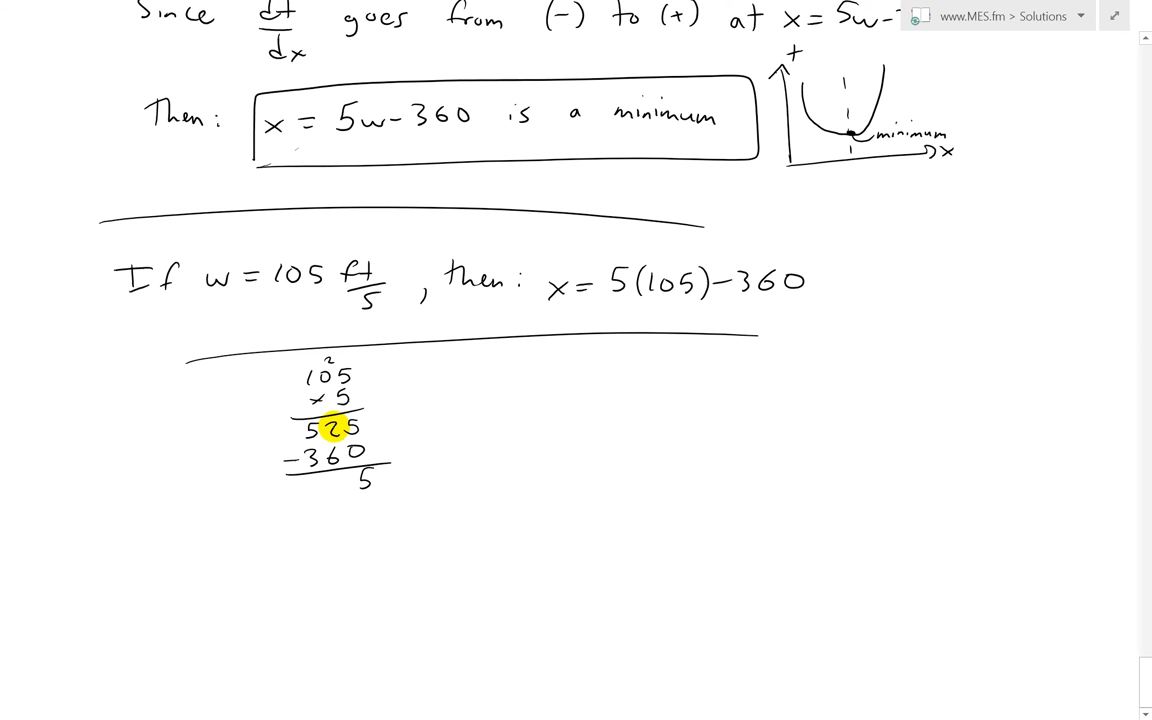 Since dt/dx goes from (-) to (+) at x = 5w-
www.MES.fm > Solutions
Then: x = 5w - 360 is a minimum
t
minimum
x
If w = 105 ft/s, then: x = 5(105) - 360
2
105
× 5
525
-360
5